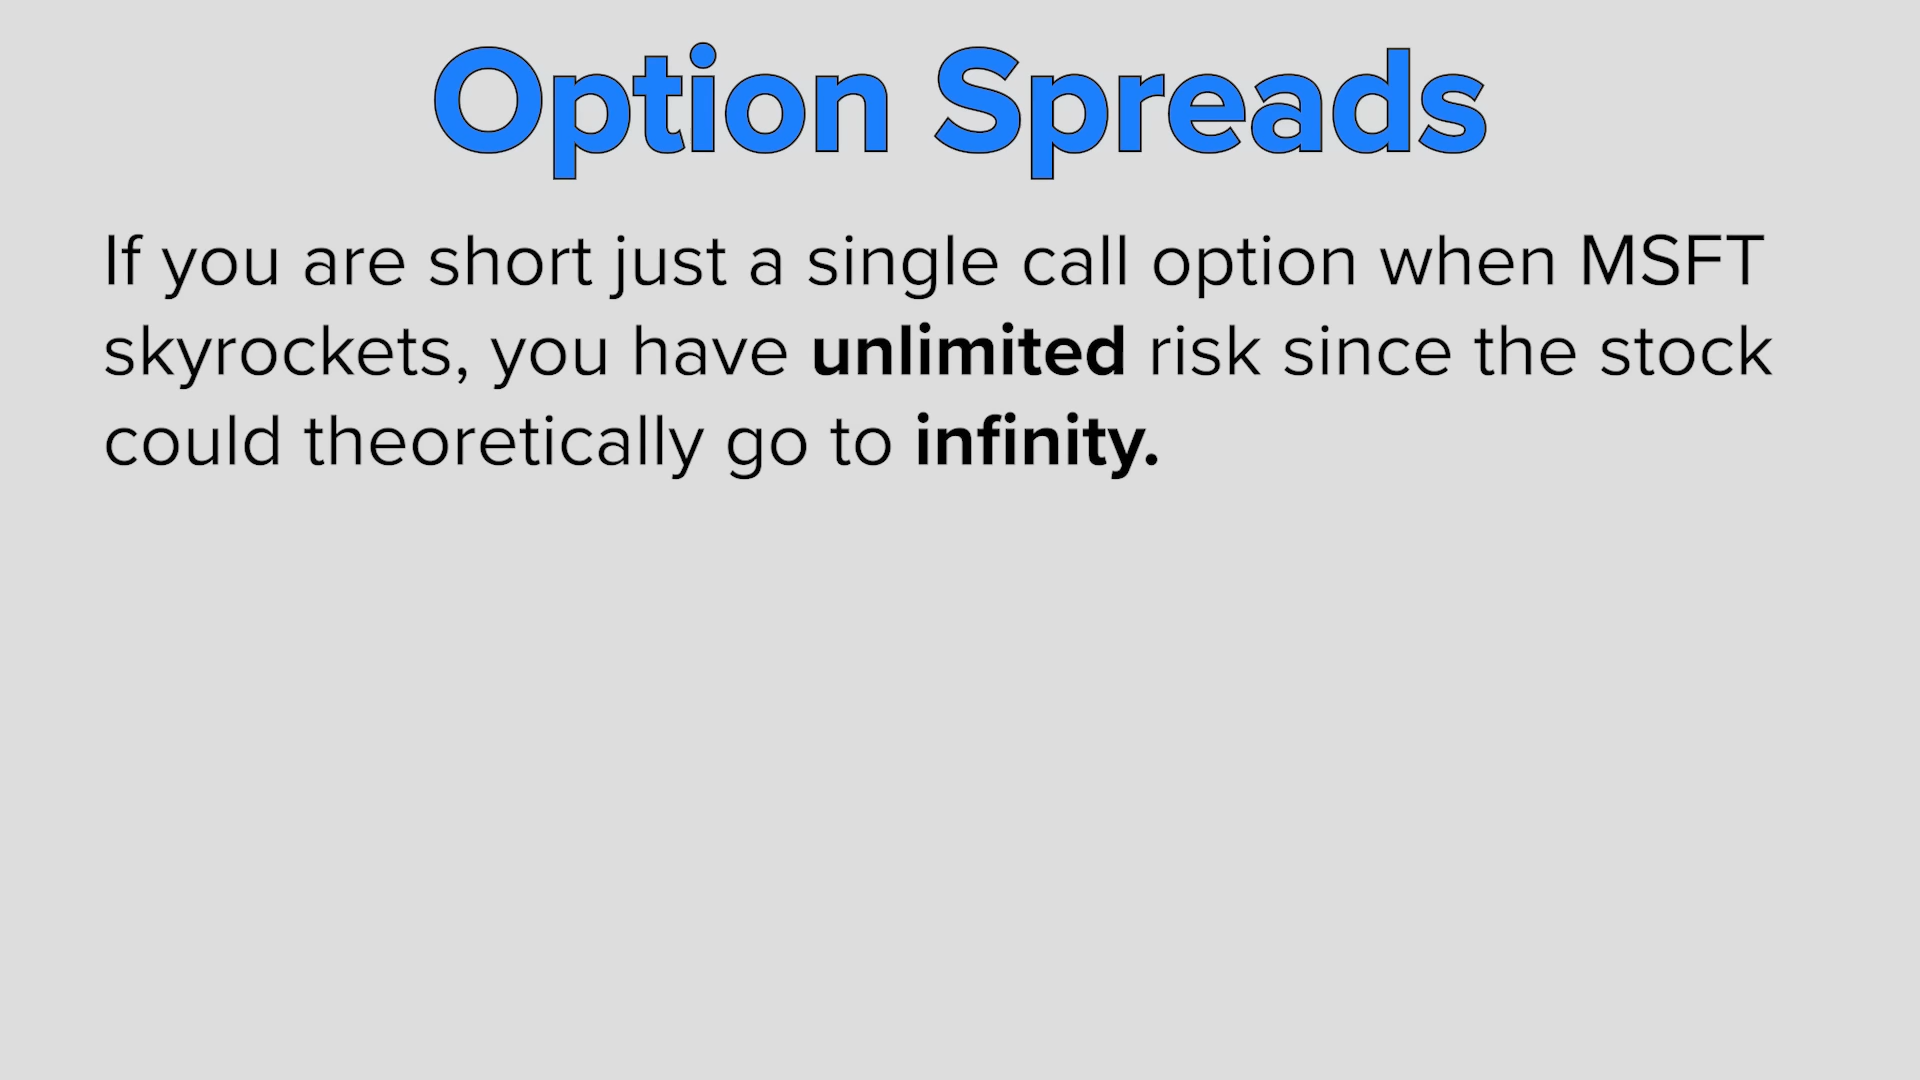 Option Spreads
If you are short just a single call option when MSFT
skyrockets, you have unlimited risk since the stock
could theoretically go to infinity.